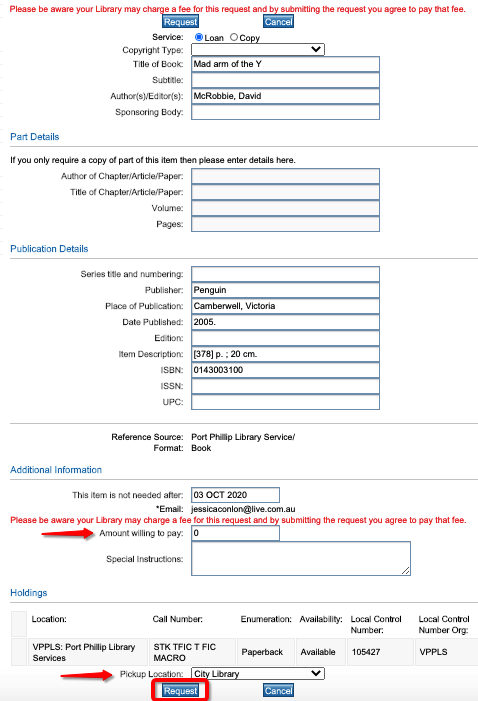 Please be aware your Library may charge a fee for this request and by submitting the request you agree to pay that fee.
Request Cancel
Service: Loan Copy
Copyright Type:
Title of Book: Mad arm of the Y
Subtitle:
Author(s)/Editor(s): McRobbie, David
Sponsoring Body:
Part Details
If you only require a copy of part of this item then please enter details here.
Author of Chapter/Article/Paper:
Title of Chapter/Article/Paper:
Volume:
Pages:
Publication Details
Series title and numbering:
Publisher: Penguin
Place of Publication: Camberwell, Victoria
Date Published: 2005.
Edition:
Item Description: [378] p. ; 20 cm.
ISBN: 0143003100
ISSN:
UPC:
Reference Source: Port Phillip Library Service/
Format: Book
Additional Information
This item is not needed after: 03 OCT 2020
*Email: jessicaconlon@live.com.au
Please be aware your Library may charge a fee for this request and by submitting the request you agree to pay that fee.
Amount willing to pay: 0
Special Instructions:
Holdings
Location: Call Number: Enumeration: Availability: Local Control Local Control
Number: Number Org:
VPPLS: Port Phillip Library STK TFIC T FIC Paperback Available 105427 VPPLS
Services MACRO
Pickup Location: City Library
Request Cancel